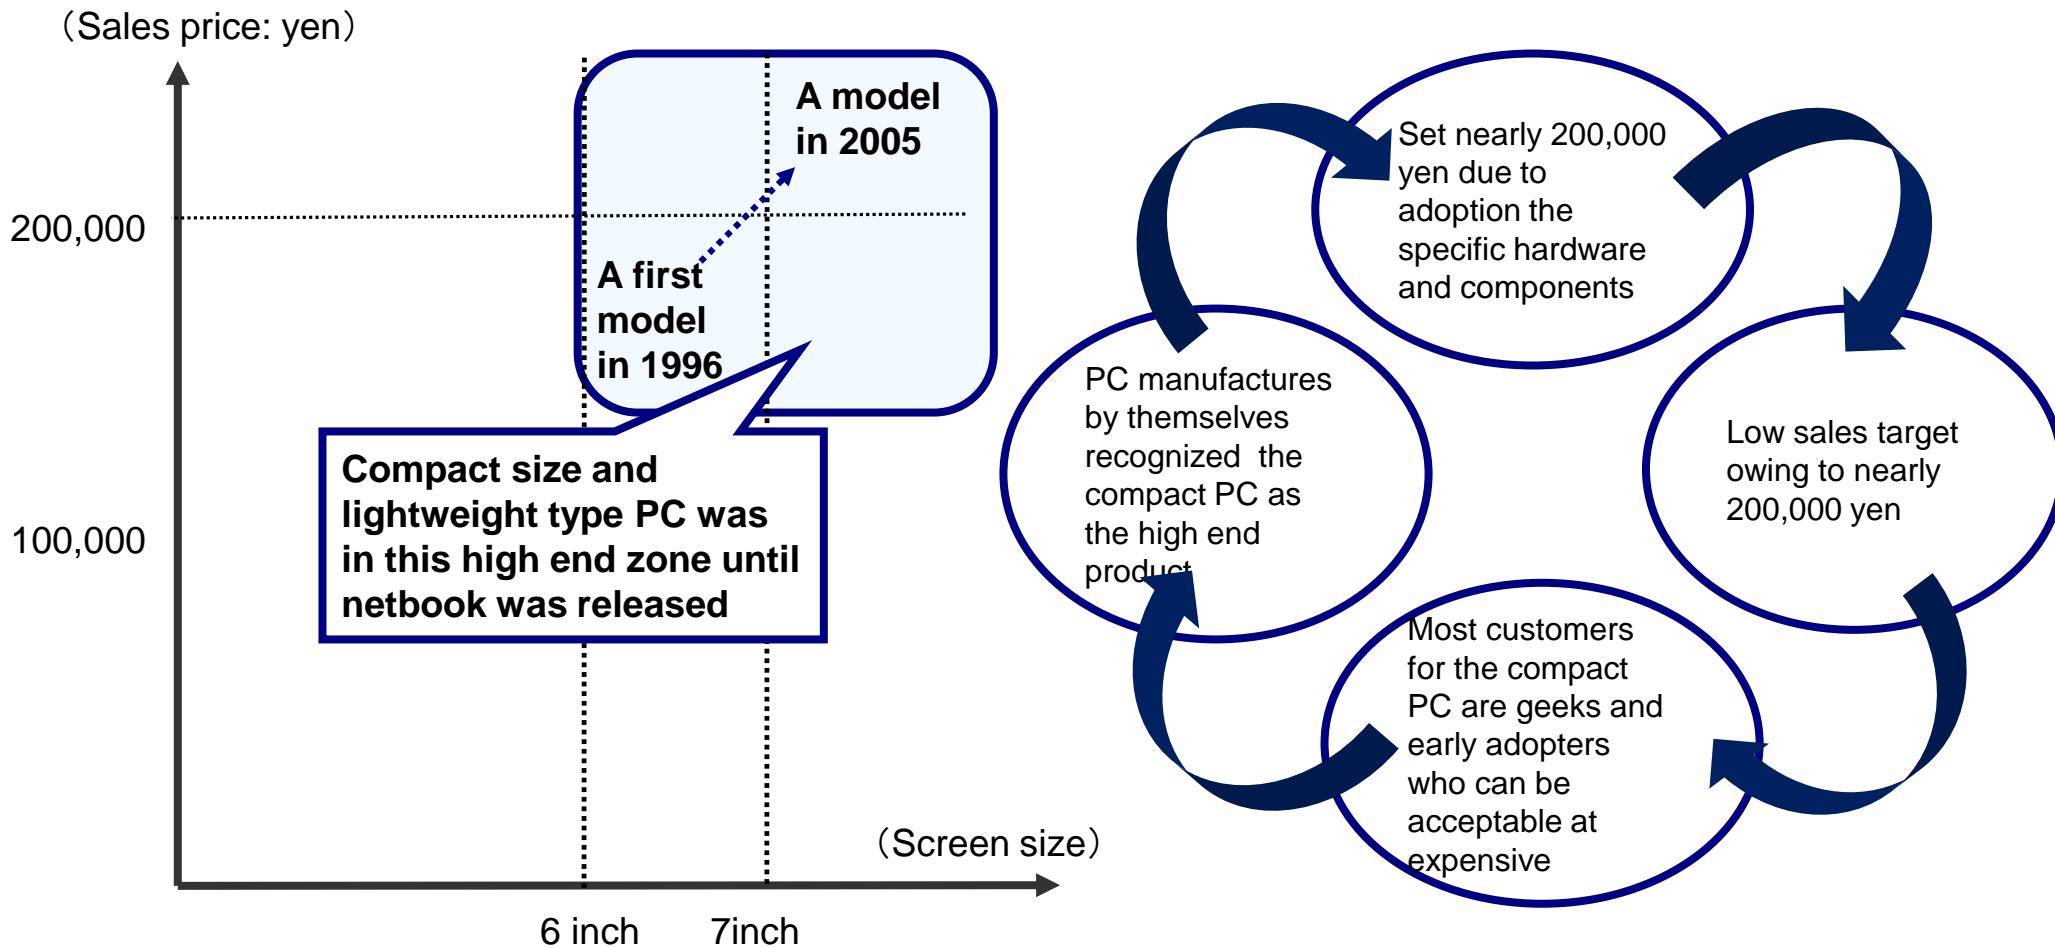 （Sales price: yen）
200,000
100,000
A model
in 2005
A first
model
in 1996
Compact size and
lightweight type PC was
in this high end zone until
netbook was released
（Screen size）
6 inch
7inch
Set nearly 200,000
yen due to
adoption the
specific hardware
and components
Low sales target
owing to nearly
200,000 yen
Most customers
for the compact
PC are geeks and
early adopters
who can be
acceptable at
expensive
PC manufactures
by themselves
recognized the
compact PC as
the high end
product